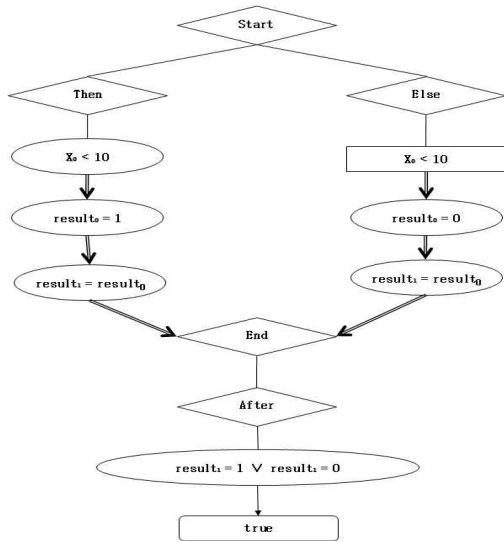 Start
Then
Else
X₀ < 10
X₀ < 10
result₀ = 1
result₀ = 0
result₁ = result₀
result₁ = result₀
End
After
result₁ = 1 ∨ result₁ = 0
true